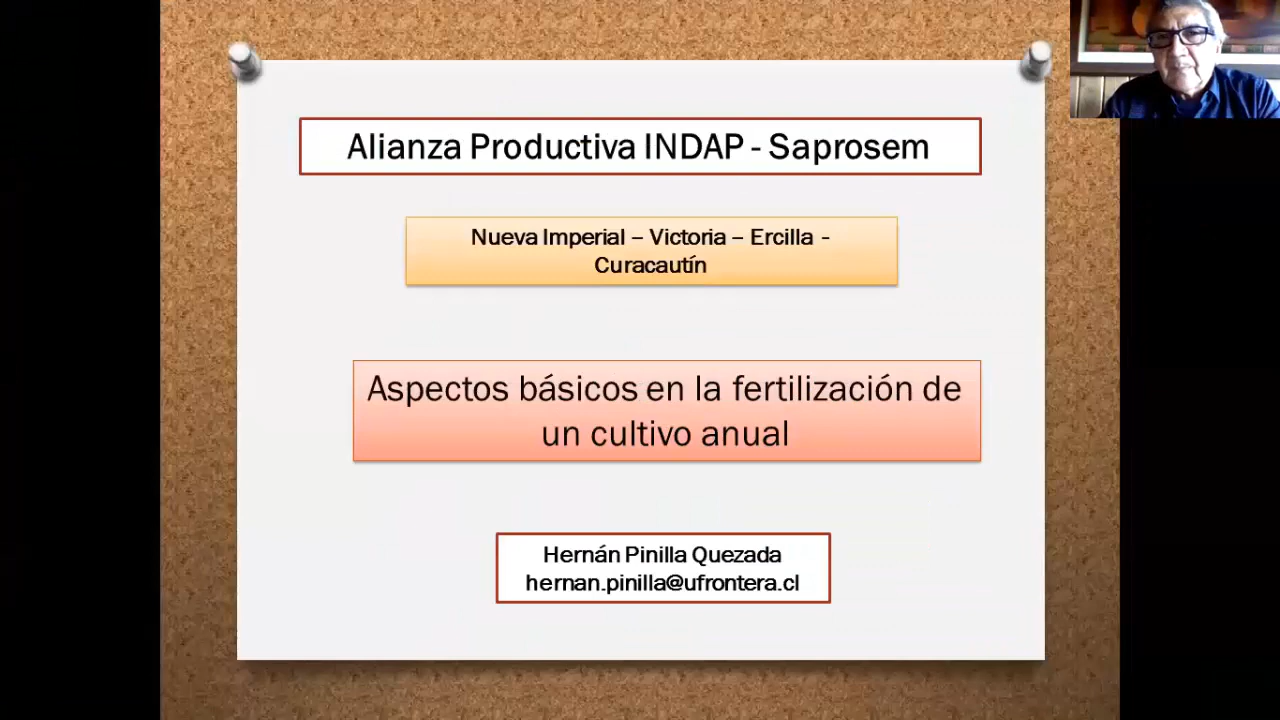 Alianza Productiva INDAP - Saprosem
Nueva Imperial – Victoria – Ercilla -
Curacautín
Aspectos básicos en la fertilización de
un cultivo anual
Hernán Pinilla Quezada
hernan.pinilla@ufrontera.cl